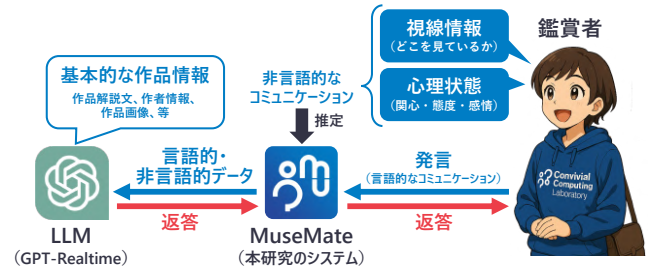 視線情報
（どこを見ているか）
鑑賞者
基本的な作品情報
作品解説文、作者情報、
作品画像、等
非言語的な
コミュニケーション
心理状態
（関心・態度・感情）
推定
言語的・
非言語的データ
発言
（言語的なコミュニケーション）
Convivial
Computing
Laboratory
返答
返答
LLM
（GPT-Realtime）
MuseMate
（本研究のシステム）